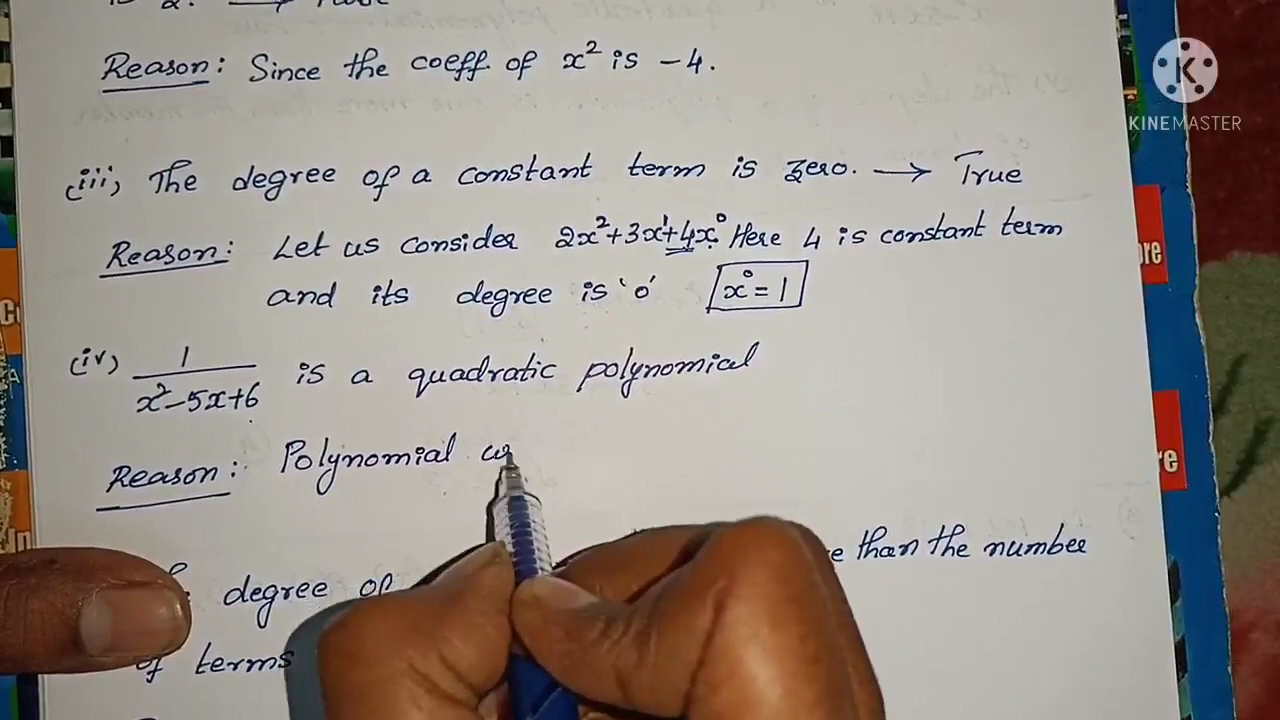 Reason: Since the coeff. of x² is -4.
K
KINEMASTER
(iii) The degree of a constant term is zero. → True
Reason: Let us consider 2x²+3x¹+4x⁰. Here 4 is constant term
and its degree is '0' x⁰ = 1
(iv) 1/x²-5x+6 is a quadratic polynomial
Reason: Polynomial
degree of than the number
of terms